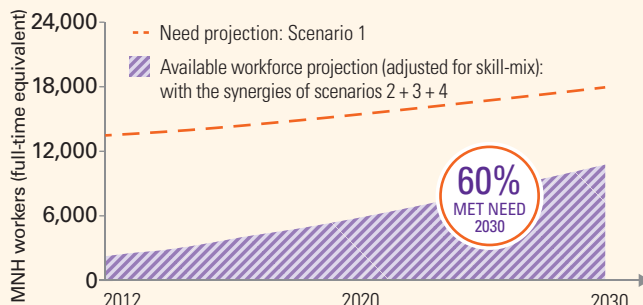 MNH workers (full-time equivalent)
24,000
18,000
12,000
6,000
0
Need projection: Scenario 1
Available workforce projection (adjusted for skill-mix):
with the synergies of scenarios 2 + 3 + 4
60%
MET NEED
2030
2012
2020
2030